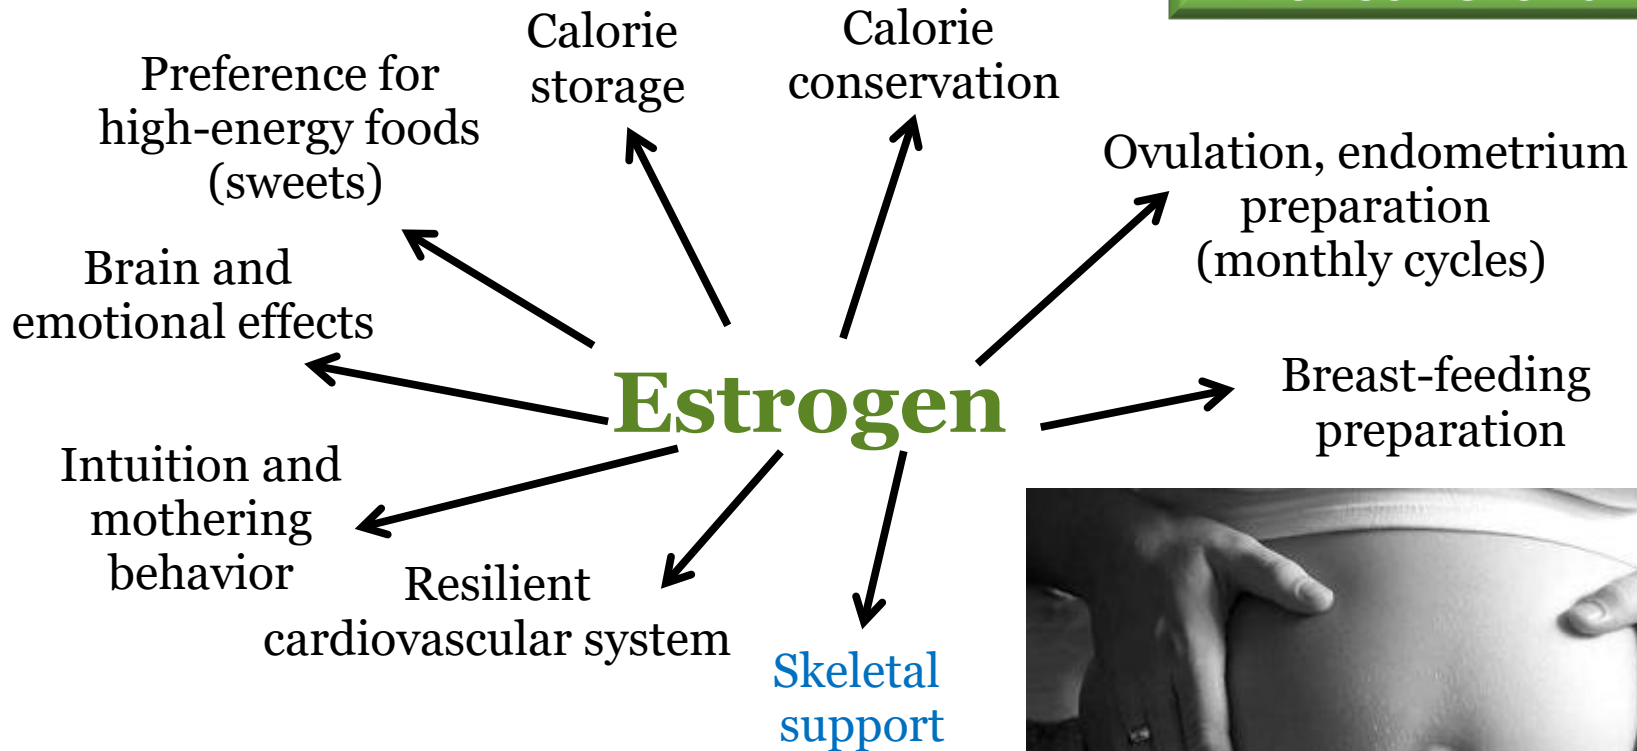 Calorie
storage
Calorie
conservation
Preference for
high-energy foods
(sweets)
Ovulation, endometrium
preparation
(monthly cycles)
Brain and
emotional effects
Estrogen
Breast-feeding
preparation
Intuition and
mothering
behavior
Resilient
cardiovascular system
Skeletal
support